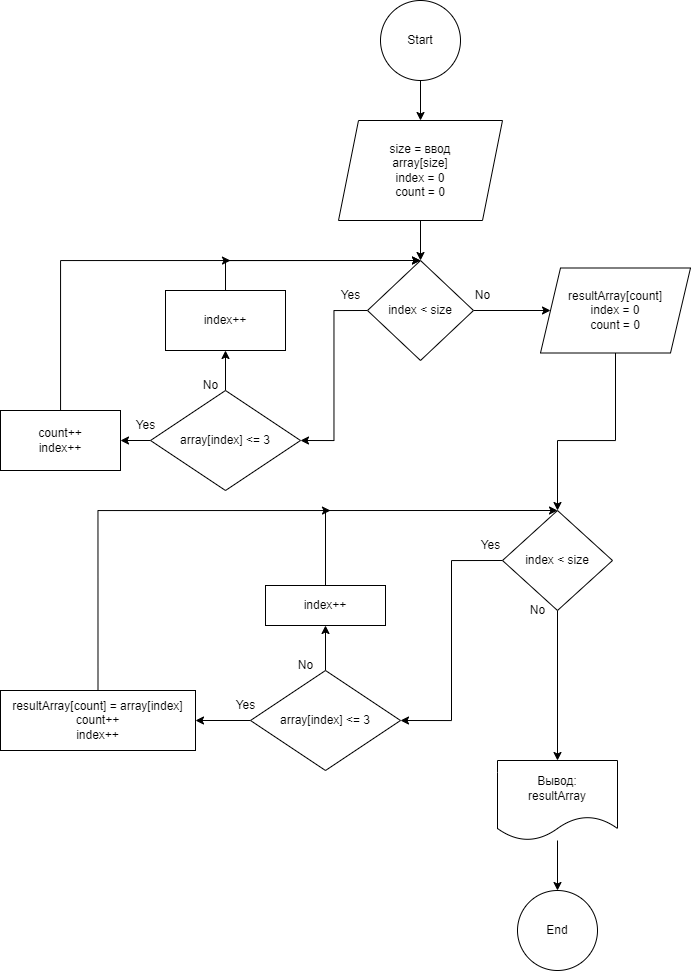 Start
size = ввод
array[size]
index = 0
count = 0
index < size
Yes
No
resultArray[count]
index = 0
count = 0
index++
No
array[index] <= 3
Yes
count++
index++
index < size
Yes
No
index++
No
array[index] <= 3
Yes
resultArray[count] = array[index]
count++
index++
Вывод:
resultArray
End